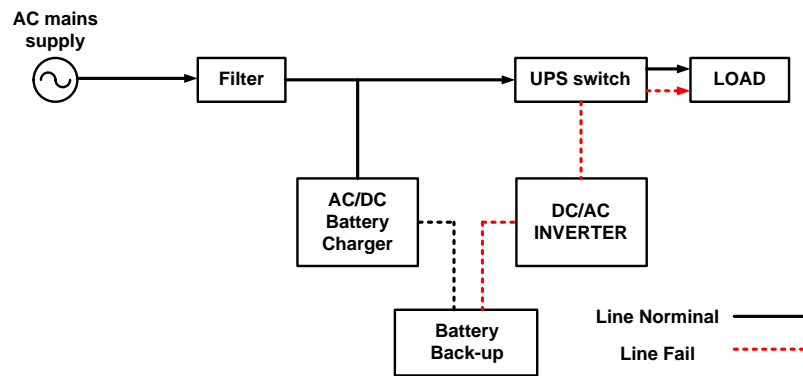 AC mains
supply
Filter
UPS switch
LOAD
AC/DC
Battery
Charger
DC/AC
INVERTER
Battery
Back-up
Line Norminal
Line Fail